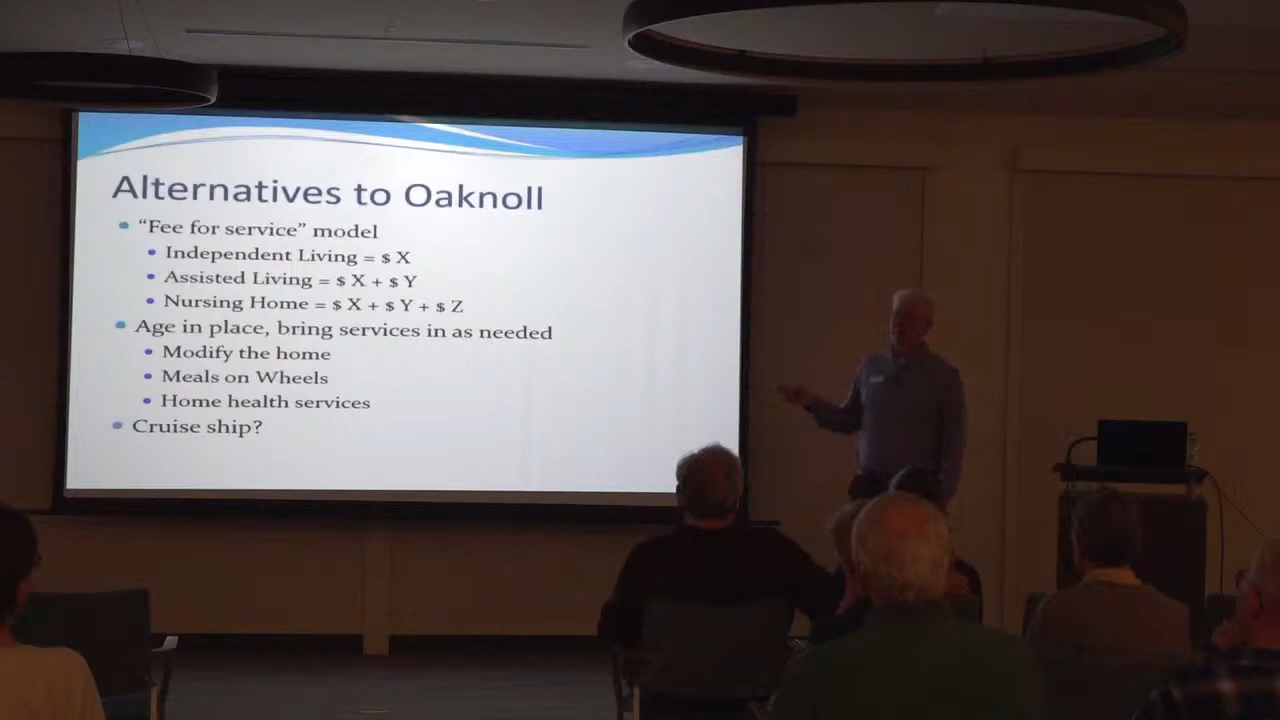 Alternatives to Oaknoll
“Fee for service” model
Independent Living = $ X
Assisted Living = $ X + $ Y
Nursing Home = $ X + $ Y + $ Z
Age in place, bring services in as needed
Modify the home
Meals on Wheels
Home health services
Cruise ship?